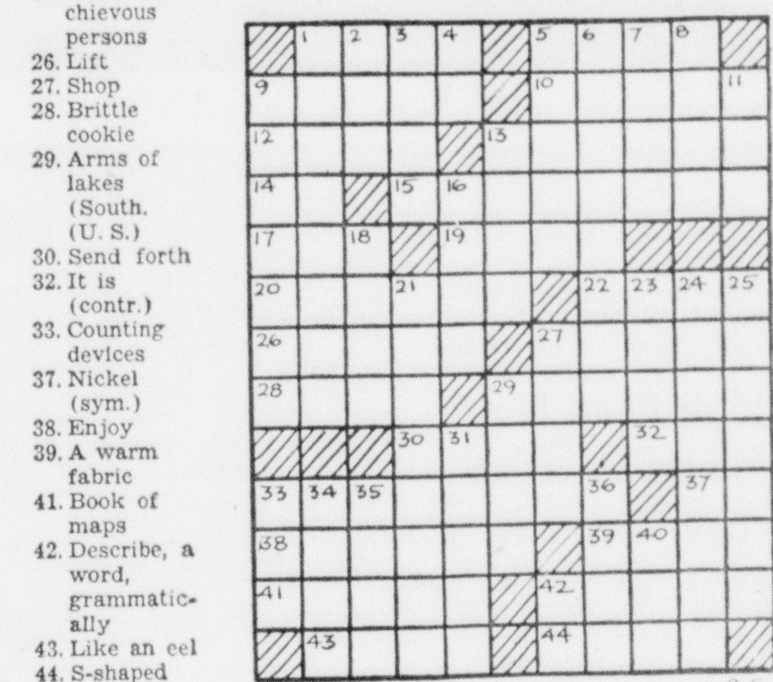 chievous
persons
26. Lift
27. Shop
28. Brittle
cookie
29. Arms of
lakes
(South.
(U. S.)
30. Send forth
32. It is
(contr.)
33. Counting
devices
37. Nickel
(sym.)
38. Enjoy
39. A warm
fabric
41. Book of
maps
42. Describe, a
word,
grammatic-
ally
43. Like an eel
44. S-shaped
1 2 3 4 5 6 7 8
9 10 11
12 13
14 15 16
17 18 19
20 21 22 23 24 25
26 27
28 29
30 31 32
33 34 35 36 37
38 39 40
41 42
43 44